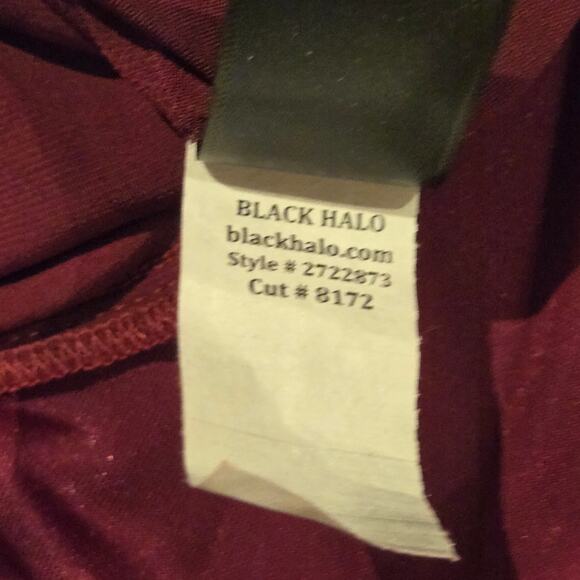 BLACK HALO
blackhalo.com
Style # 2722873
Cut # 8172